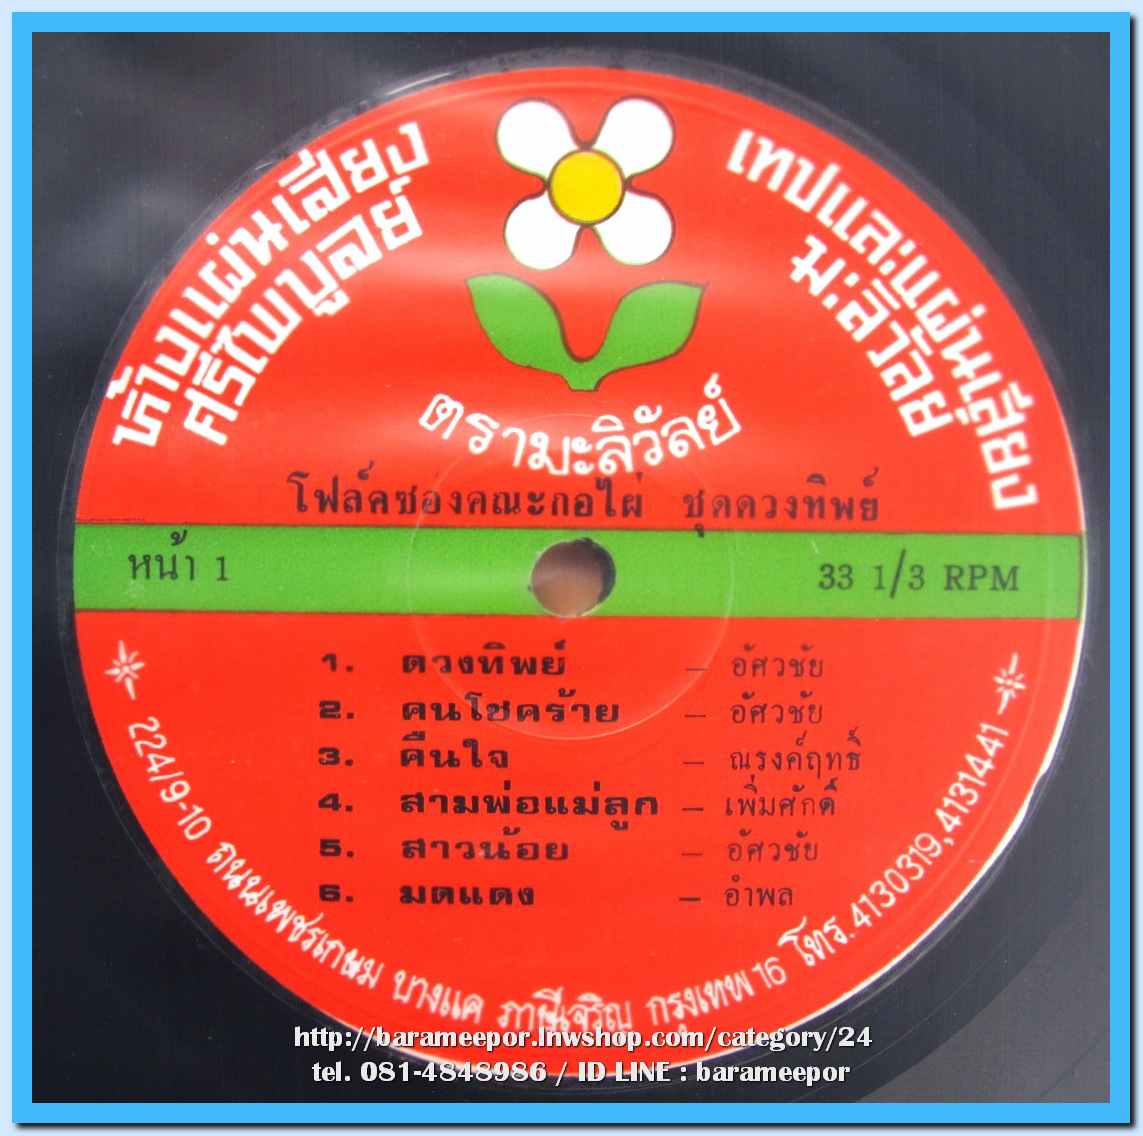 ห้างแผ่นเสียง
ศรีไพบูลย์
เทปและแผ่นเสียง
มะลิวัลย์
ตรามะลิวัลย์
โฟล์คซองคณะกอไผ่ ชุดดวงทิพย์
หน้า 1
33 1/3 RPM
1. ดวงทิพย์ – อัศวชัย
2. คนโชคร้าย – อัศวชัย
3. คืนใจ – ณรงค์ฤทธิ์
4. สามพ่อแม่ลูก – เพิ่มศักดิ์
5. สาวน้อย – อัศวชัย
6. มดแดง – อำพล
224/9-10 ถนนเพชรเกษม บางแค ภาษีเจริญ กรุงเทพ 16 โทร.4130319,4131441
http://barameepor.lnwshop.com/category/24
tel. 081-4848986 / ID LINE : barameepor